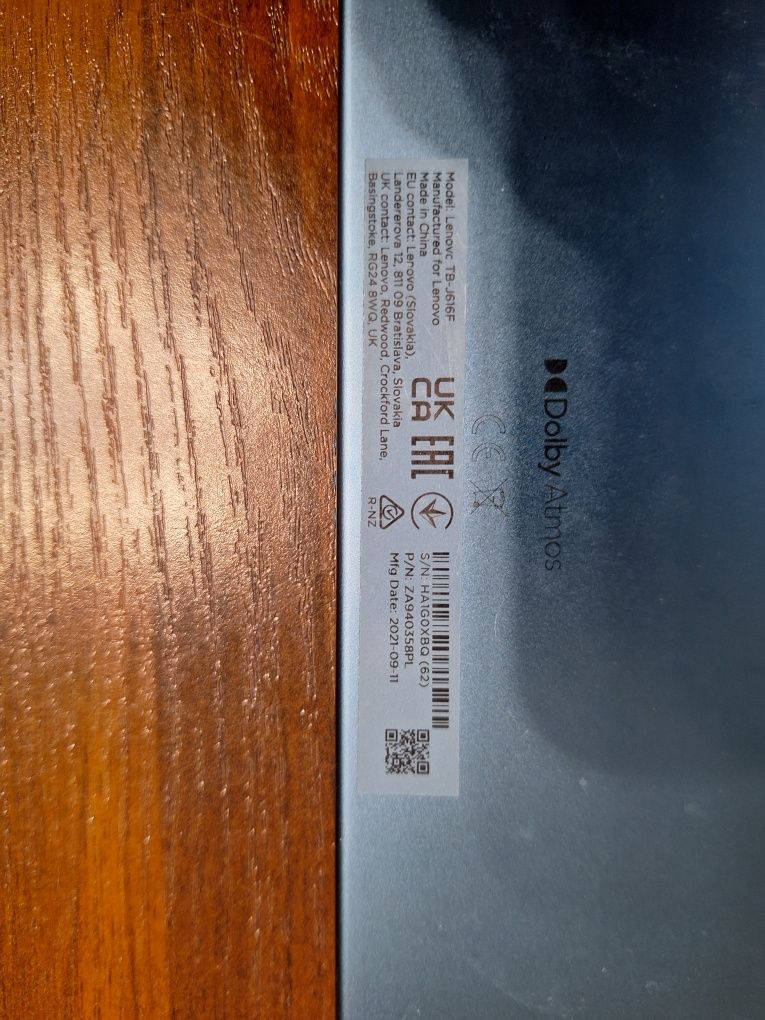 Model: Lenovo TB-J616F
Manufactured for Lenovo
Made in China
EU contact: Lenovo (Slovakia),
Landererova 12, 811 09 Bratislava, Slovakia
UK contact: Lenovo, Redwood, Crockford Lane,
Basingstoke, RG24 8WQ, UK
UK
CA
EAC
R-NZ
CE
S/N: HA1G0XBQ (62)
P/N: ZA940358PL
Mfg Date: 2021-09-11
Dolby Atmos